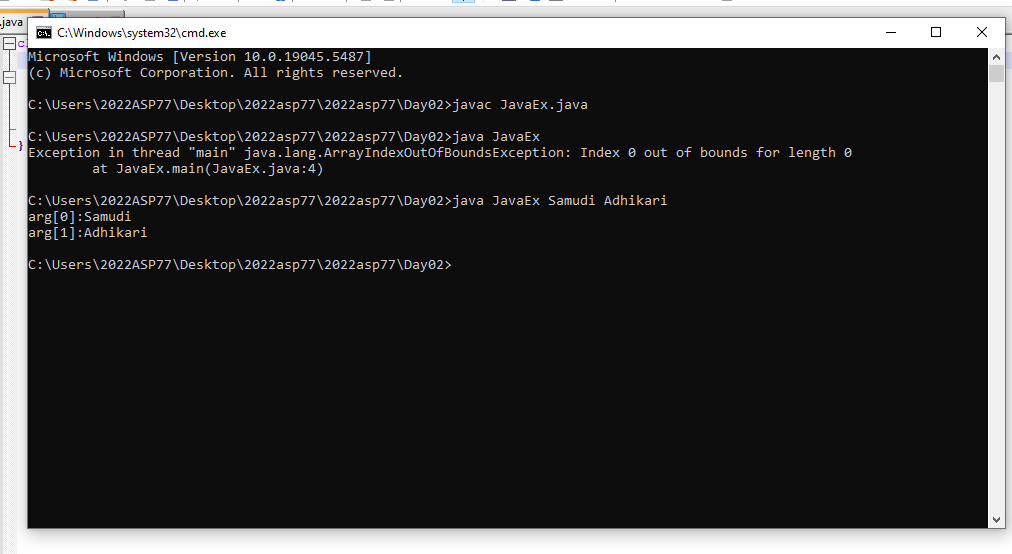 .java
C:\Windows\system32\cmd.exe
Microsoft Windows [Version 10.0.19045.5487]
(c) Microsoft Corporation. All rights reserved.
C:\Users\2022ASP77\Desktop\2022asp77\2022asp77\Day02>javac JavaEx.java
C:\Users\2022ASP77\Desktop\2022asp77\2022asp77\Day02>java JavaEx
Exception in thread "main" java.lang.ArrayIndexOutOfBoundsException: Index 0 out of bounds for length 0
at JavaEx.main(JavaEx.java:4)
C:\Users\2022ASP77\Desktop\2022asp77\2022asp77\Day02>java JavaEx Samudi Adhikari
arg[0]:Samudi
arg[1]:Adhikari
}
C:\Users\2022ASP77\Desktop\2022asp77\2022asp77\Day02>